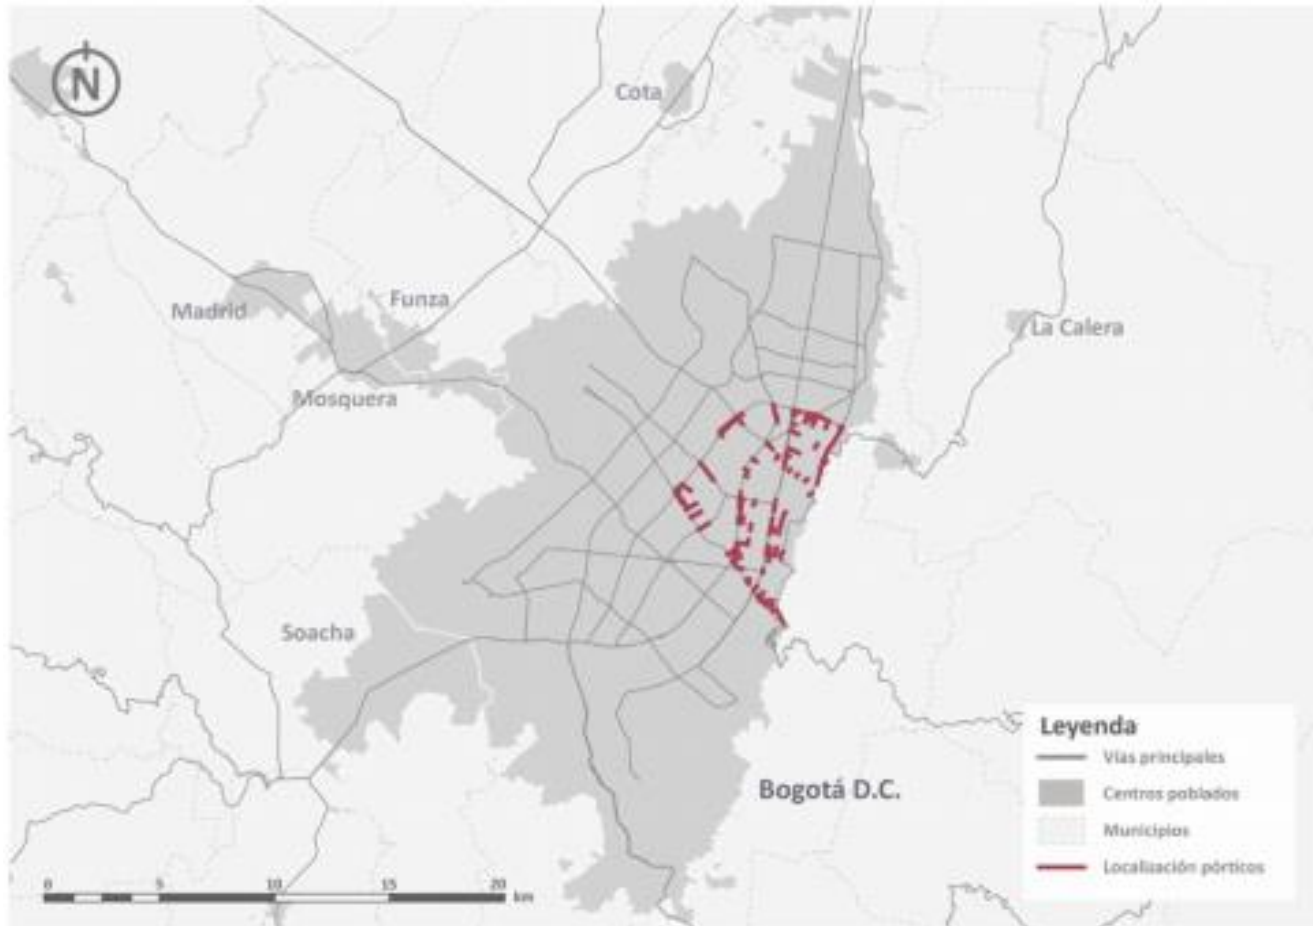 N
Cota
Funza
Madrid
La Calera
Mosquera
Soacha
Bogotá D.C.
Leyenda
Vías principales
Centros poblados
Municipios
Localización pórticos
0 5 10 15 20 km